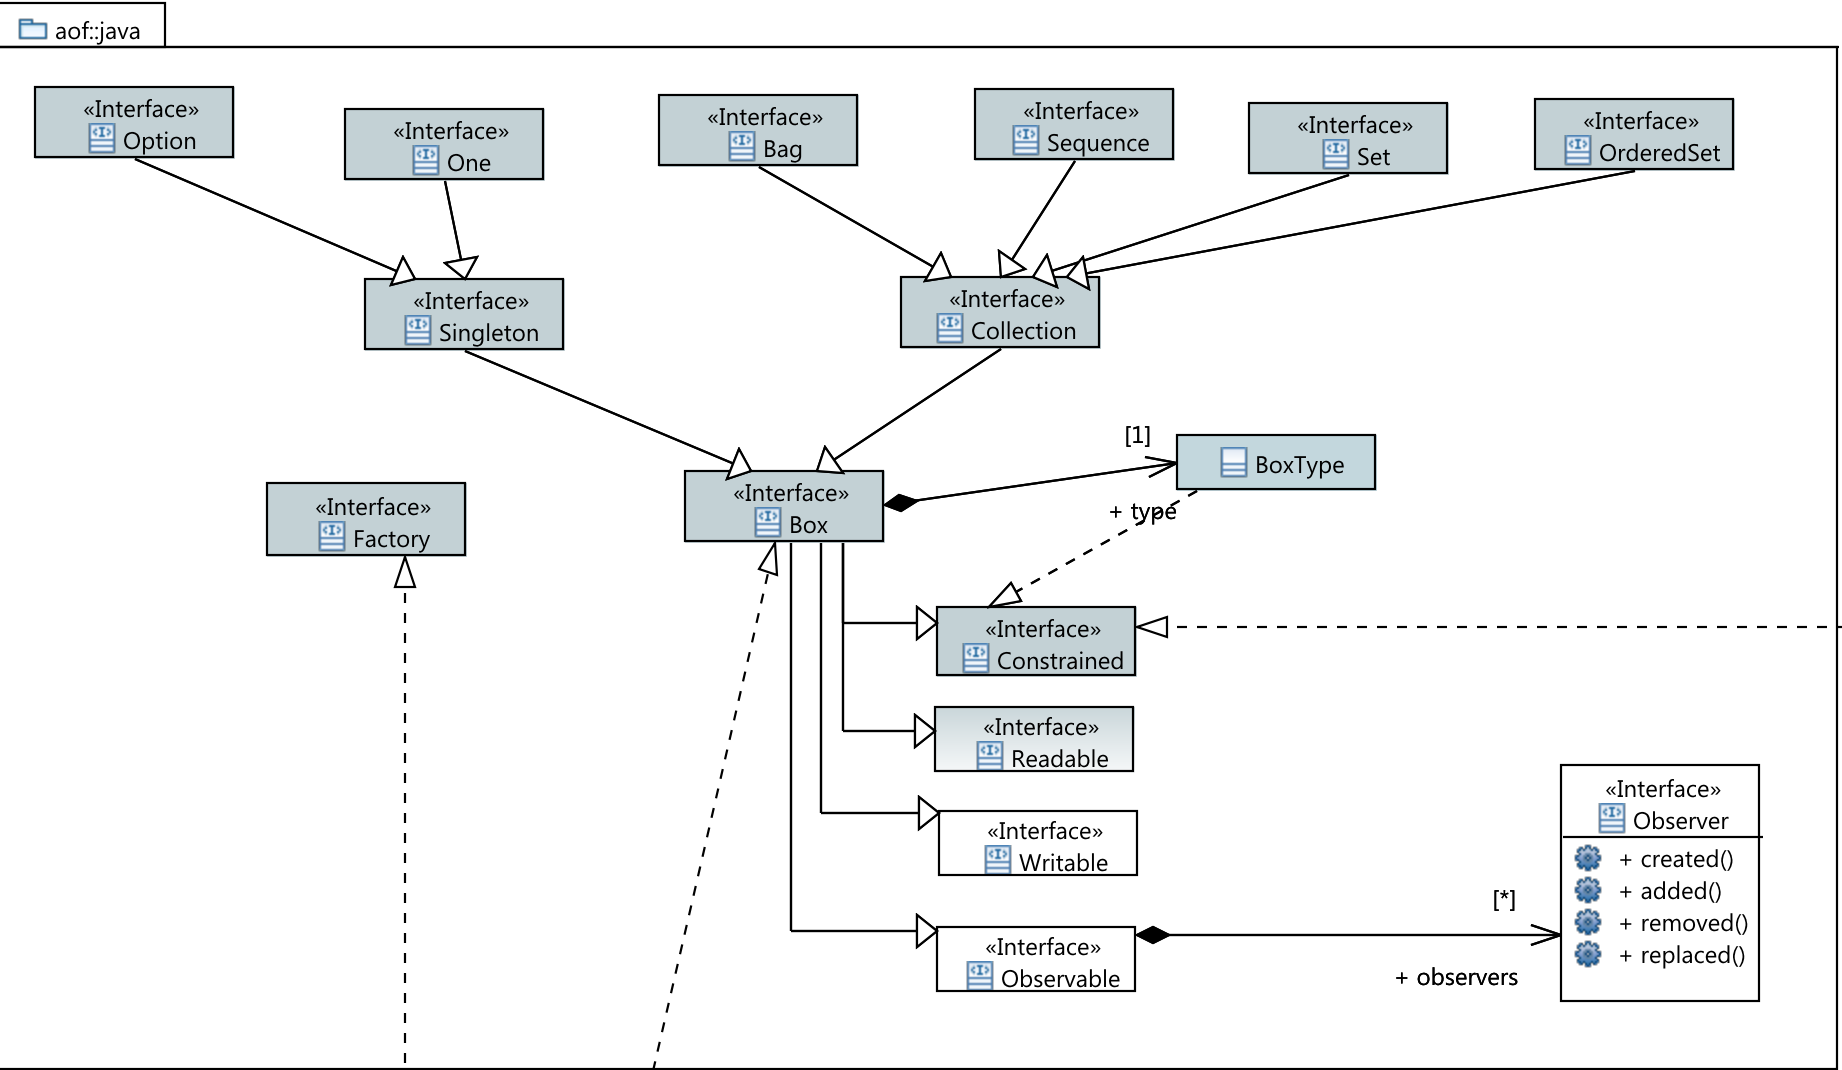 aof::java
«Interface»
Option
«Interface»
One
«Interface»
Bag
«Interface»
Sequence
«Interface»
Set
«Interface»
OrderedSet
«Interface»
Singleton
«Interface»
Collection
«Interface»
Factory
«Interface»
Box
[1]
BoxType
+ type
«Interface»
Constrained
«Interface»
Readable
«Interface»
Writable
«Interface»
Observable
[*]
+ observers
«Interface»
Observer
+ created()
+ added()
+ removed()
+ replaced()